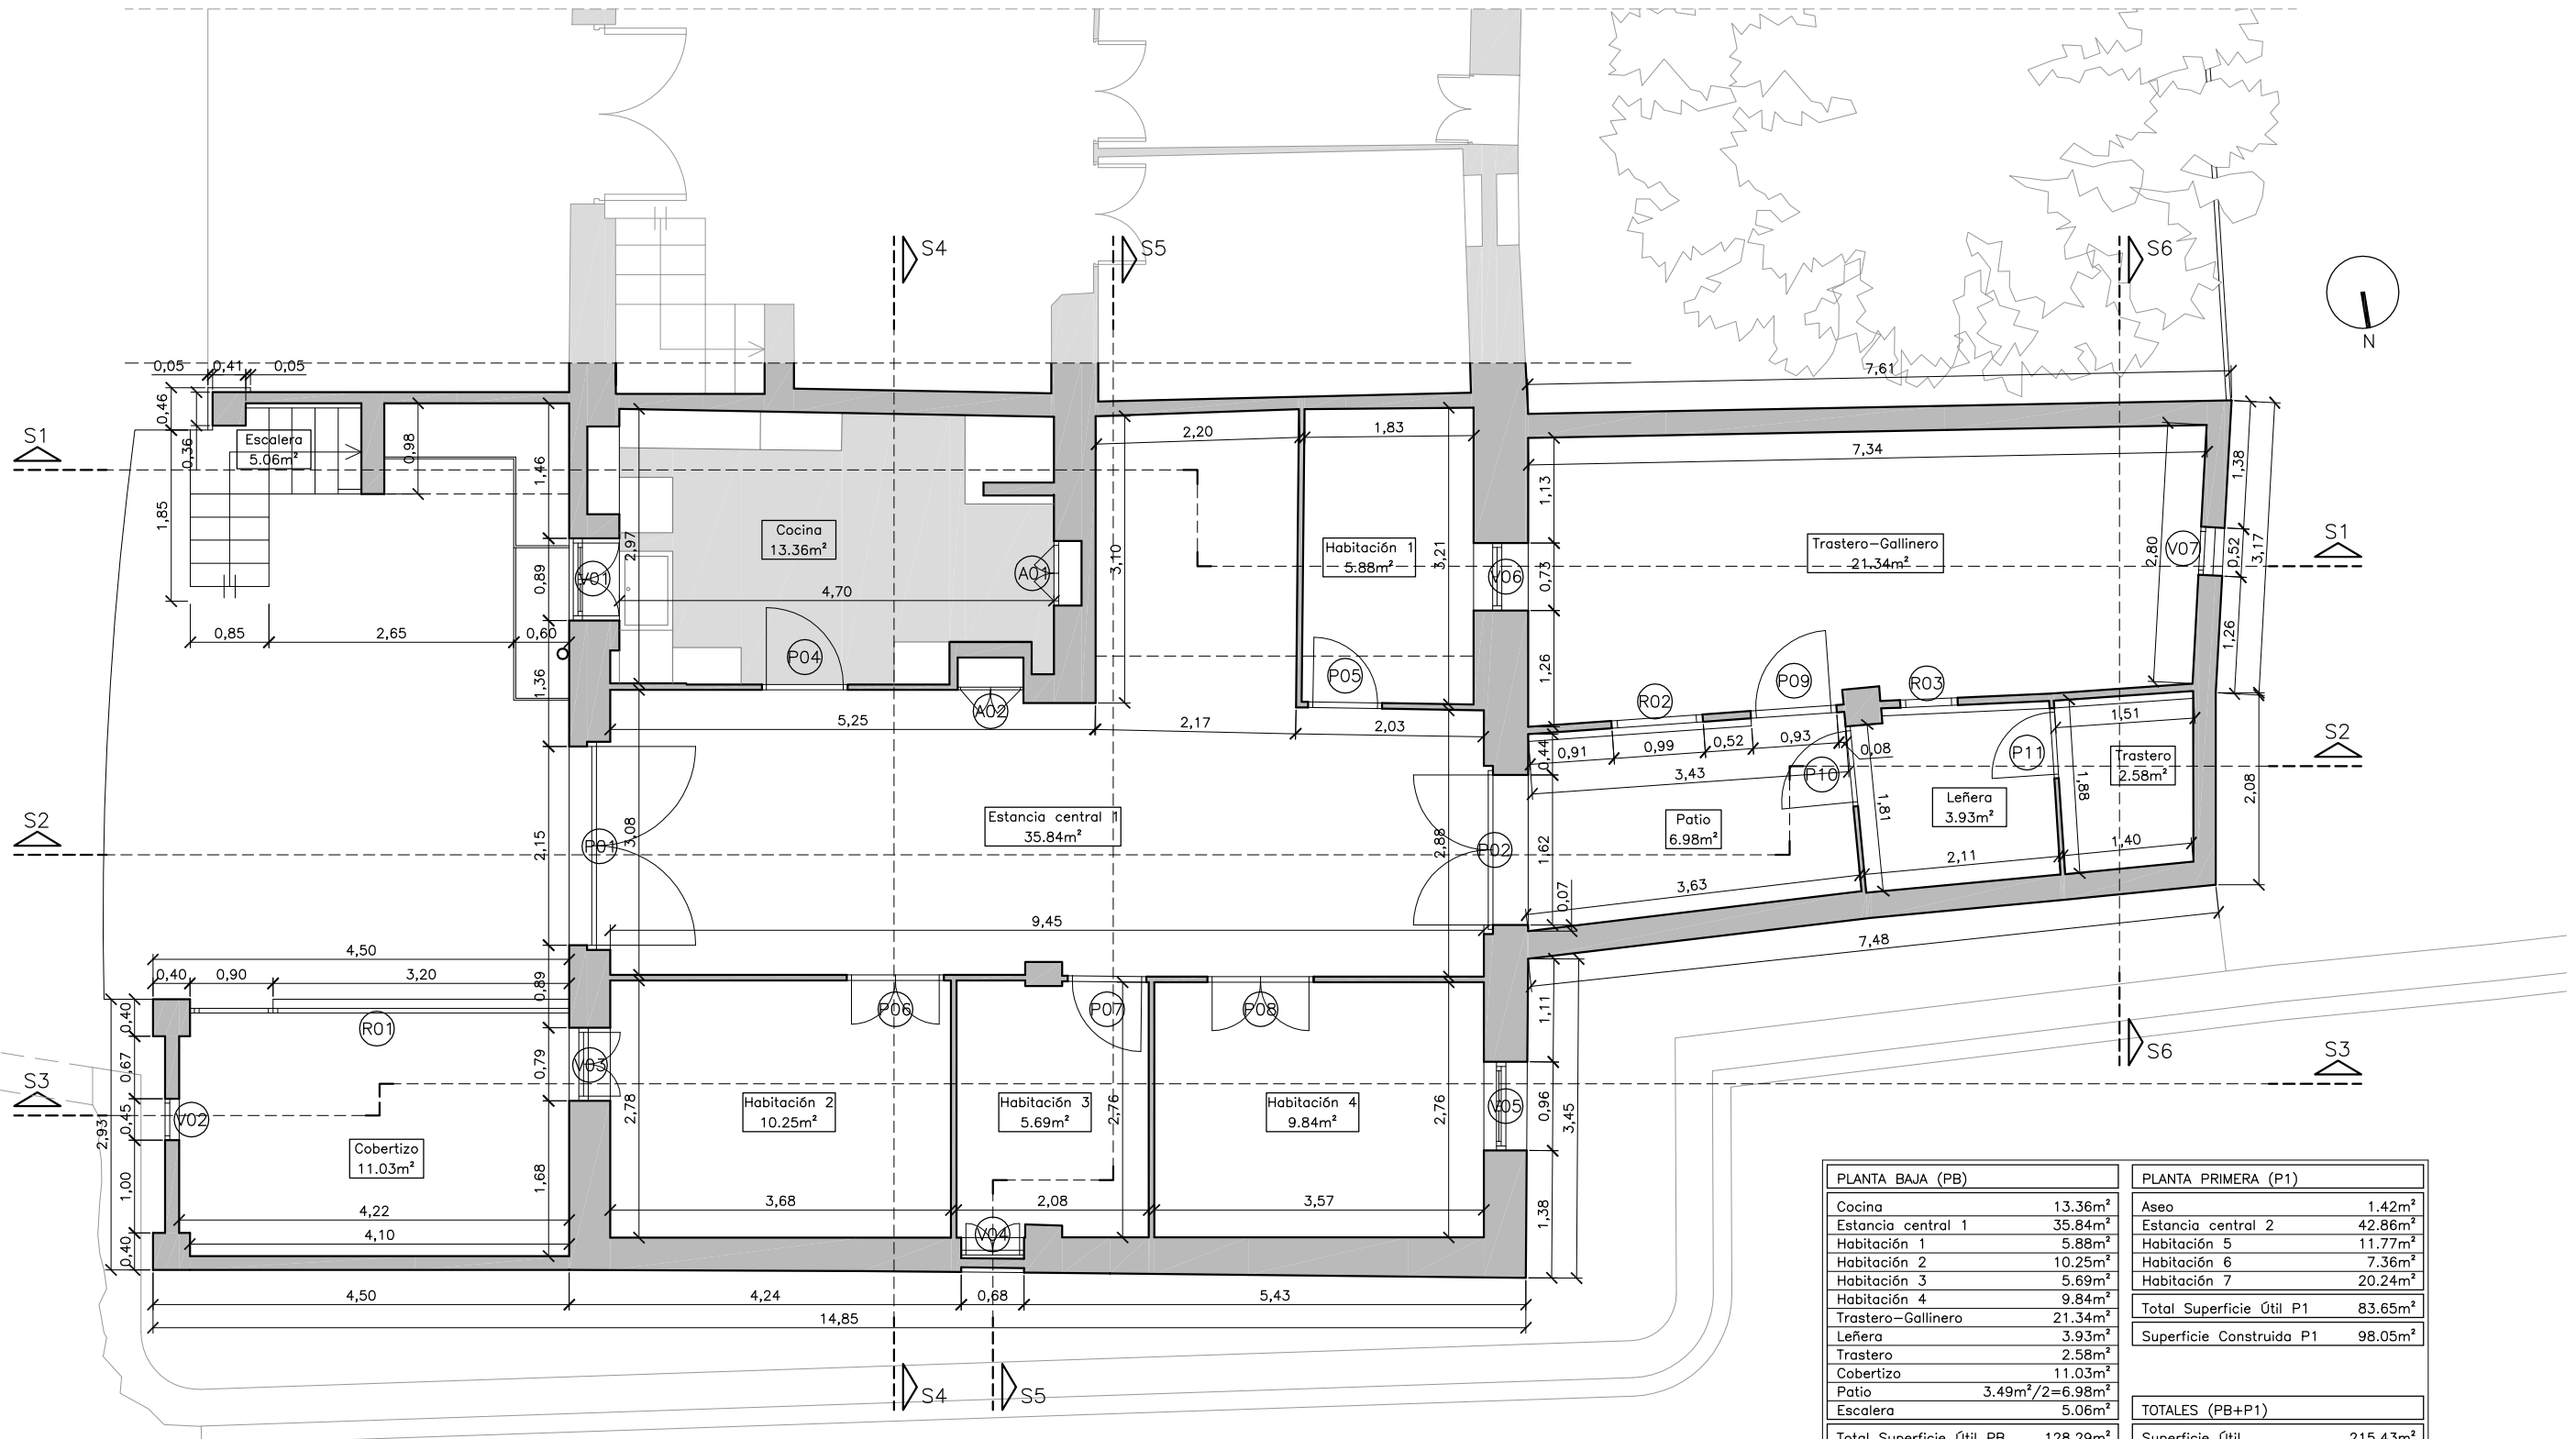 S4
S5
S6
N
0,05
0,41
0,05
7,61
0,46
0,36
Escalera
5.06m²
0,98
1,46
2,20
1,83
7,34
1,38
S1
1,85
1,13
Cocina
13.36m²
2,97
3,10
Habitación 1
5.88m²
3,21
Trastero-Gallinero
21.34m²
2,80
V07
0,52
3,17
S1
V01
0,89
A01
4,70
V06
0,73
0,85
2,65
0,60
1,36
P04
P05
1,26
P09
R02
R03
1,26
A02
5,25
2,17
2,03
0,44
0,91
0,99
0,52
0,93
0,08
1,51
P10
P11
3,43
Trastero
2.58m²
S2
1,88
2,08
S2
2,15
P01
3,08
Estancia central 1
35.84m²
2,88
P02
1,62
Patio
6.98m²
1,81
Leñera
3.93m²
2,11
1,40
3,63
0,07
9,45
7,48
4,50
0,40
0,90
3,20
0,89
0,40
R01
P06
P07
P08
1,11
S6
S3
0,67
S3
V03
0,79
0,45
V02
2,93
2,78
Habitación 2
10.25m²
Habitación 3
5.69m²
2,76
Habitación 4
9.84m²
2,76
V05
0,96
3,45
Cobertizo
11.03m²
1,00
1,68
4,22
4,10
3,68
2,08
3,57
V04
1,38
0,40
4,50
4,24
0,68
5,43
14,85
S4
S5
PLANTA BAJA (PB)
Cocina 13.36m²
Estancia central 1 35.84m²
Habitación 1 5.88m²
Habitación 2 10.25m²
Habitación 3 5.69m²
Habitación 4 9.84m²
Trastero-Gallinero 21.34m²
Leñera 3.93m²
Trastero 2.58m²
Cobertizo 11.03m²
Patio 3.49m²/2=6.98m²
Escalera 5.06m²
Total Superficie Útil PB 128.29m²
PLANTA PRIMERA (P1)
Aseo 1.42m²
Estancia central 2 42.86m²
Habitación 5 11.77m²
Habitación 6 7.36m²
Habitación 7 20.24m²
Total Superficie Útil P1 83.65m²
Superficie Construida P1 98.05m²
TOTALES (PB+P1)
Superficie Útil 215.43m²